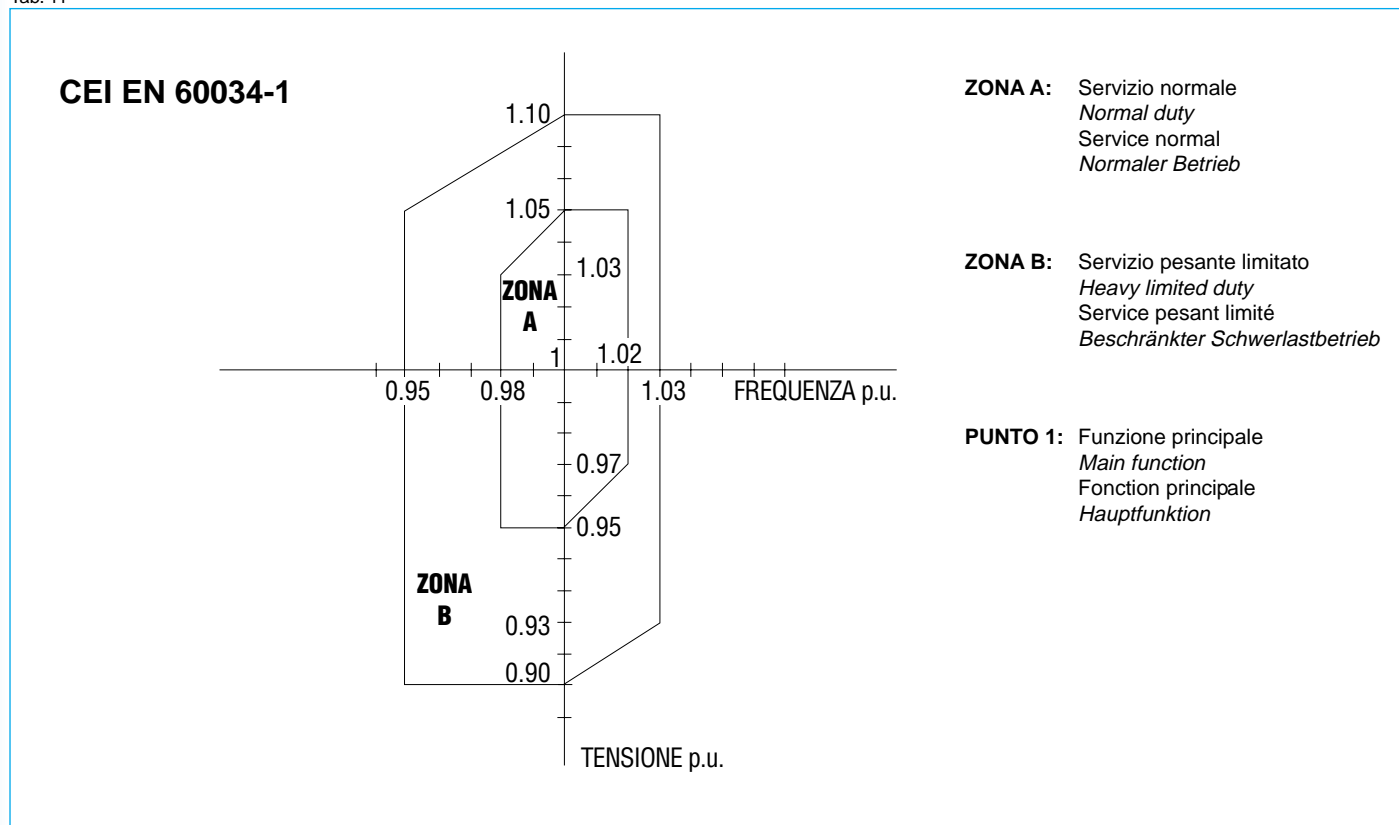 CEI EN 60034-1
1.10
1.05
1.03
ZONA
A
1
1.02
0.95
0.98
1.03
FREQUENZA p.u.
0.97
0.95
ZONA
B
0.93
0.90
TENSIONE p.u.
ZONA A: Servizio normale
Normal duty
Service normal
Normaler Betrieb
ZONA B: Servizio pesante limitato
Heavy limited duty
Service pesant limité
Beschränkter Schwerlastbetrieb
PUNTO 1: Funzione principale
Main function
Fonction principale
Hauptfunktion